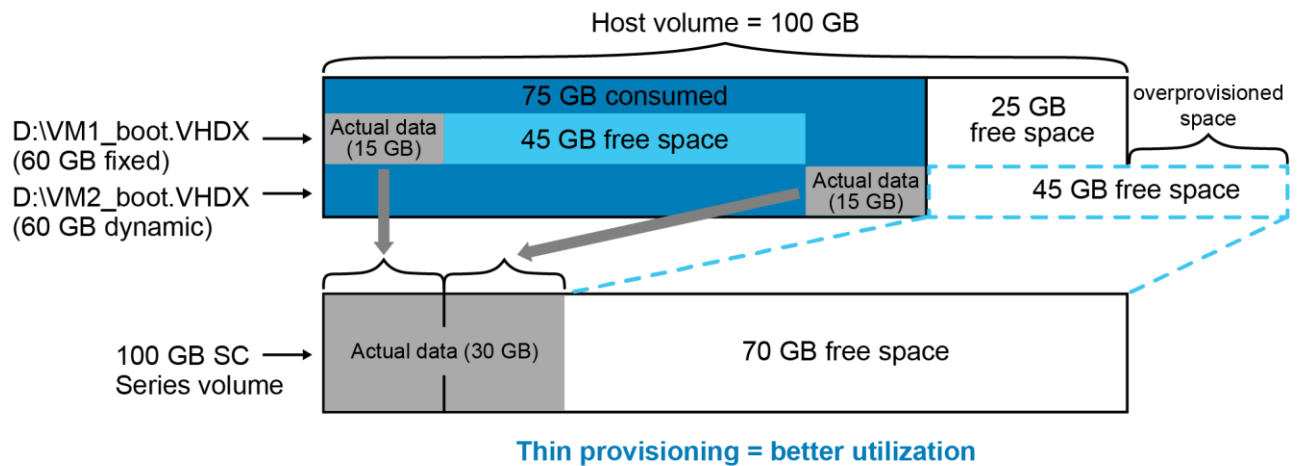 Host volume = 100 GB
75 GB consumed
25 GB
free space
overprovisioned
space
D:\VM1_boot.VHDX
(60 GB fixed)
Actual data
(15 GB)
45 GB free space
D:\VM2_boot.VHDX
(60 GB dynamic)
Actual data
(15 GB)
45 GB free space
100 GB SC
Series volume
Actual data (30 GB)
70 GB free space
Thin provisioning = better utilization